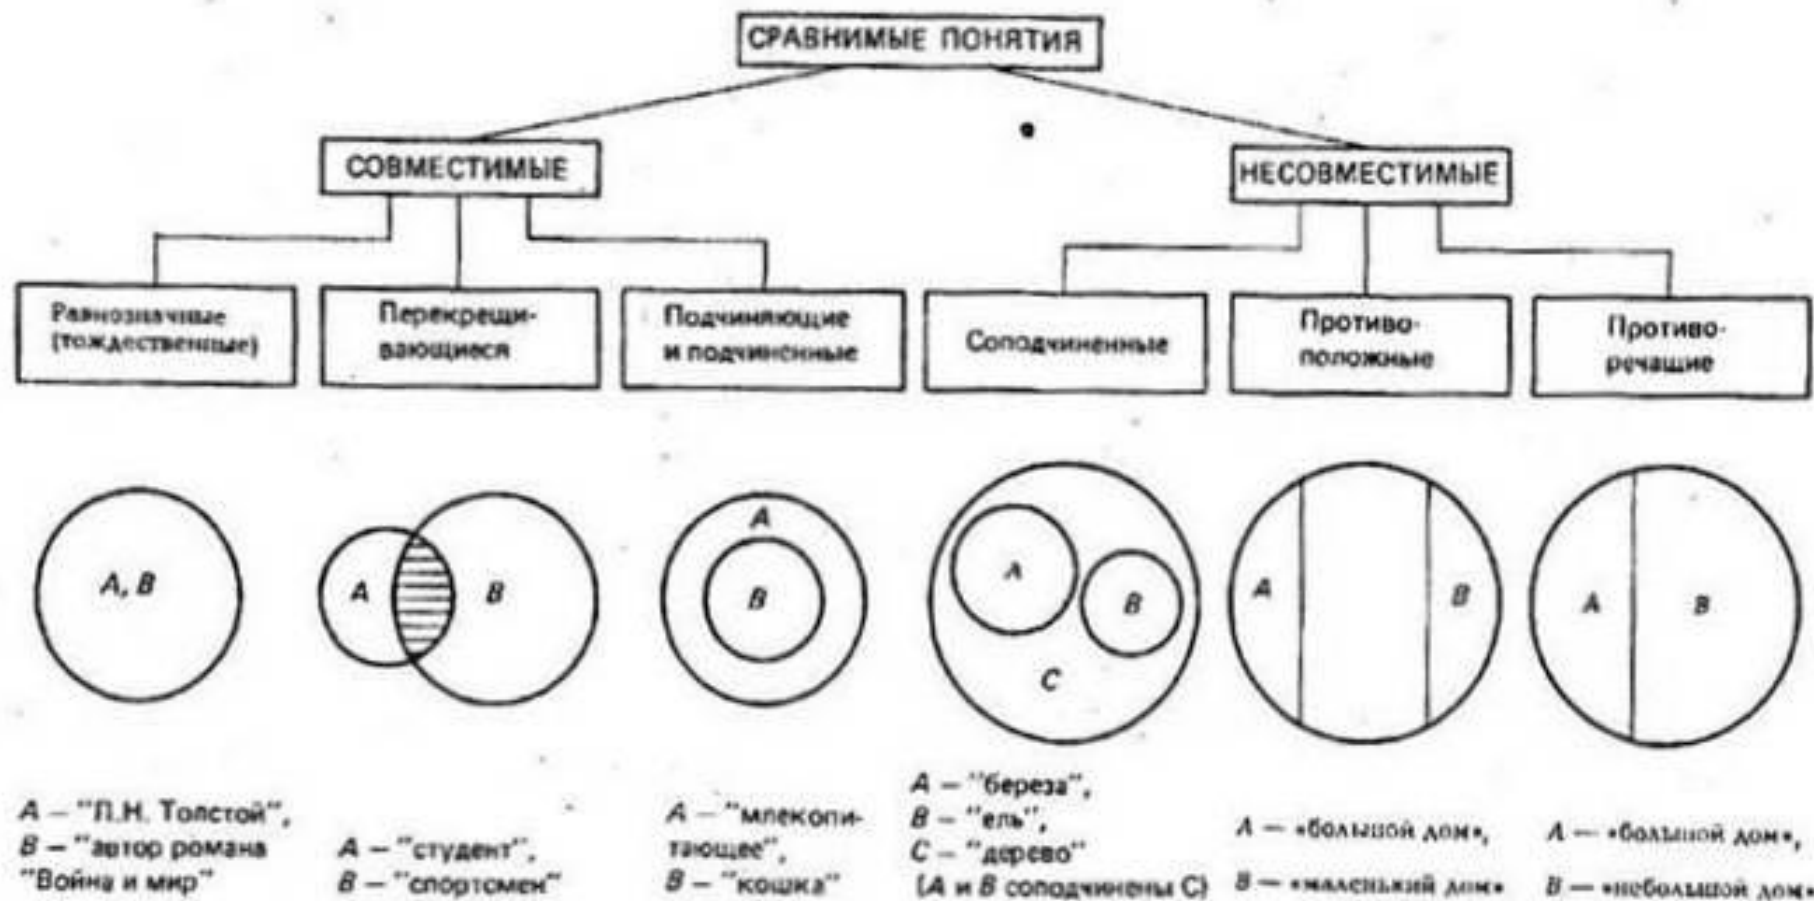 СРАВНИМЫЕ ПОНЯТИЯ
СОВМЕСТИМЫЕ
НЕСОВМЕСТИМЫЕ
Равнозначные
(тождественные)
Перекрещи-
вающиеся
Подчиняющие
и подчиненные
Соподчиненные
Противо-
положные
Противо-
речащие
A, B
A
B
A
B
A
B
C
A
B
A
B
A – "Л.Н. Толстой",
B – "автор романа
"Война и мир"
A – "студент",
B – "спортсмен"
A – "млекопи-
тающее",
B – "кошка"
A – "береза",
B – "ель",
C – "дерево"
(A и B соподчинены C)
A — «большой дом»,
B — «маленький дом»
A — «большой дом»,
B — «небольшой дом»